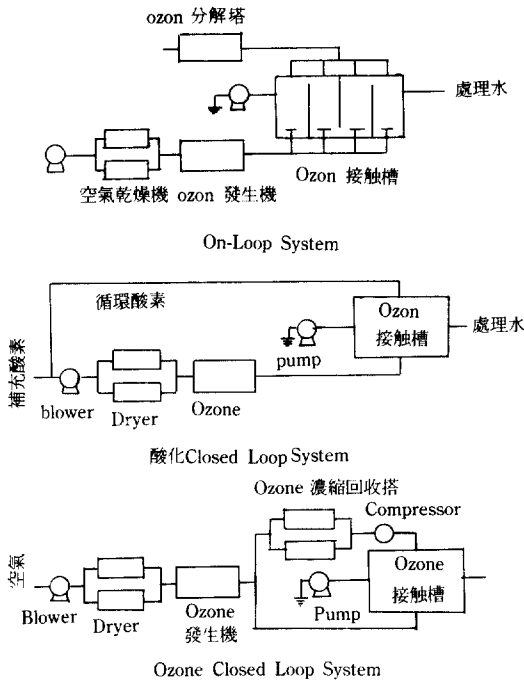 ozon 分解塔
處理水
空氣乾燥機 ozon 發生機
Ozon 接触槽
On-Loop System
循環酸素
Ozon
接触槽
處理水
補充酸素
blower
Dryer
Ozone
pump
酸化Closed Loop System
Ozone 濃縮回收搭
Compressor
空氣
Blower
Dryer
Ozone
發生機
Pump
Ozone
接触槽
Ozone Closed Loop System